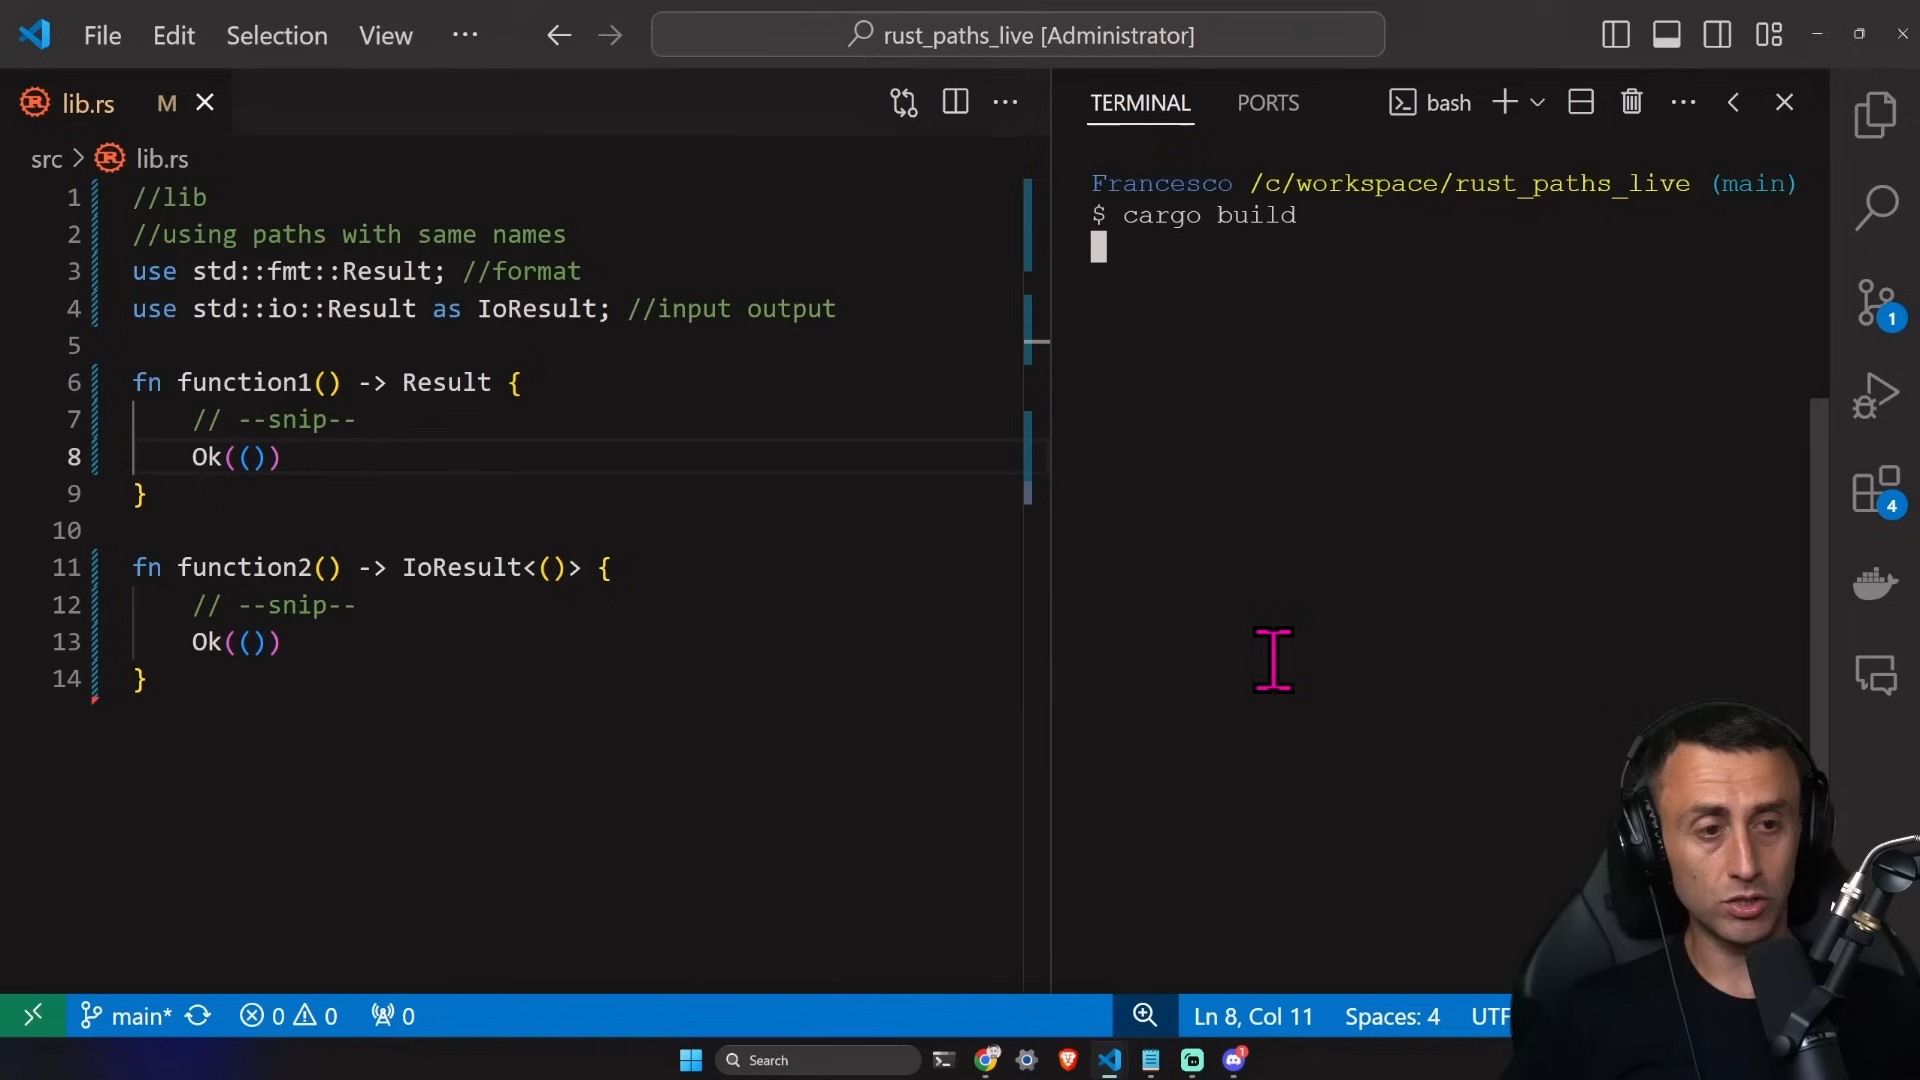 File Edit Selection View ... rust_paths_live [Administrator]
lib.rs M
src > lib.rs
1 //lib
2 //using paths with same names
3 use std::fmt::Result; //format
4 use std::io::Result as IoResult; //input output
5
6 fn function1() -> Result {
7 // --snip--
8 Ok(())
9 }
10
11 fn function2() -> IoResult<()> {
12 // --snip--
13 Ok(())
14 }
TERMINAL PORTS bash
Francesco /c/workspace/rust_paths_live (main)
$ cargo build
1
4
main* 0 0 0 Ln 8, Col 11 Spaces: 4 UTF
Search 1